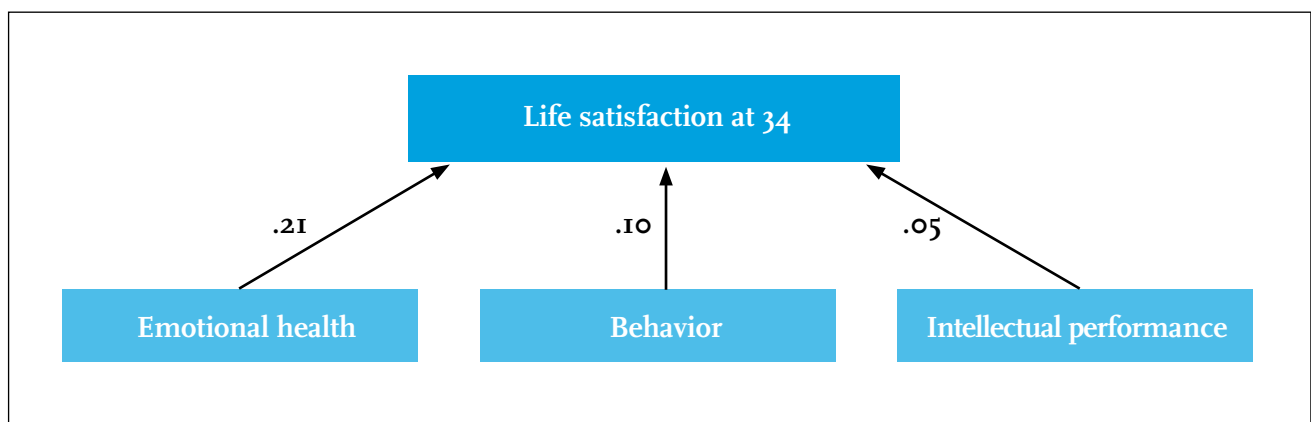 Life satisfaction at 34
.21
.10
.05
Emotional health
Behavior
Intellectual performance